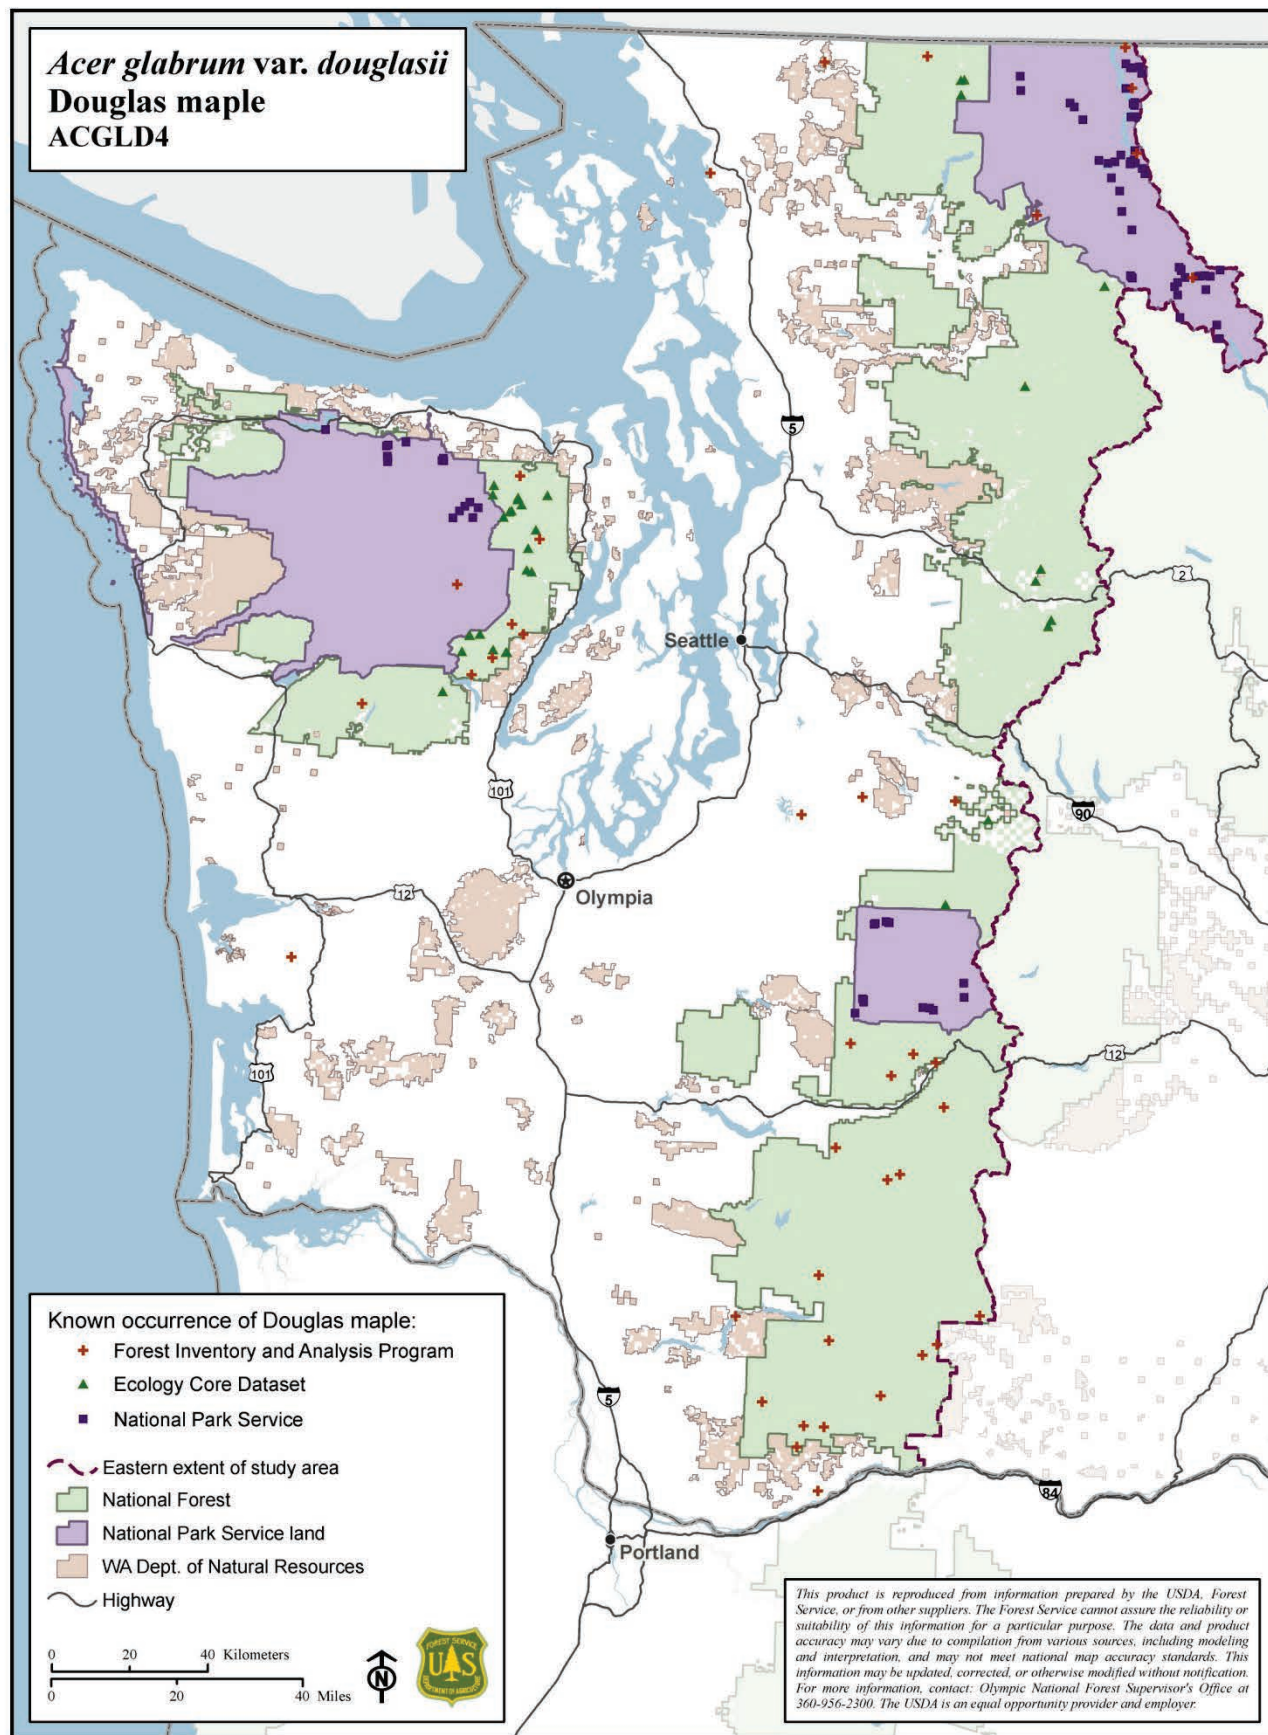 Acer glabrum var. douglasii
Douglas maple
ACGLD4
5
2
Seattle
101
90
12
Olympia
101
12
Known occurrence of Douglas maple:
Forest Inventory and Analysis Program
Ecology Core Dataset
National Park Service
Eastern extent of study area
National Forest
National Park Service land
WA Dept. of Natural Resources
Highway
5
84
Portland
0 20 40 Kilometers
0 20 40 Miles
N
FOREST SERVICE
US
DEPARTMENT OF AGRICULTURE
This product is reproduced from information prepared by the USDA, Forest
Service, or from other suppliers. The Forest Service cannot assure the reliability or
suitability of this information for a particular purpose. The data and product
accuracy may vary due to compilation from various sources, including modeling
and interpretation, and may not meet national map accuracy standards. This
information may be updated, corrected, or otherwise modified without notification.
For more information, contact: Olympic National Forest Supervisor's Office at
360-956-2300. The USDA is an equal opportunity provider and employer.